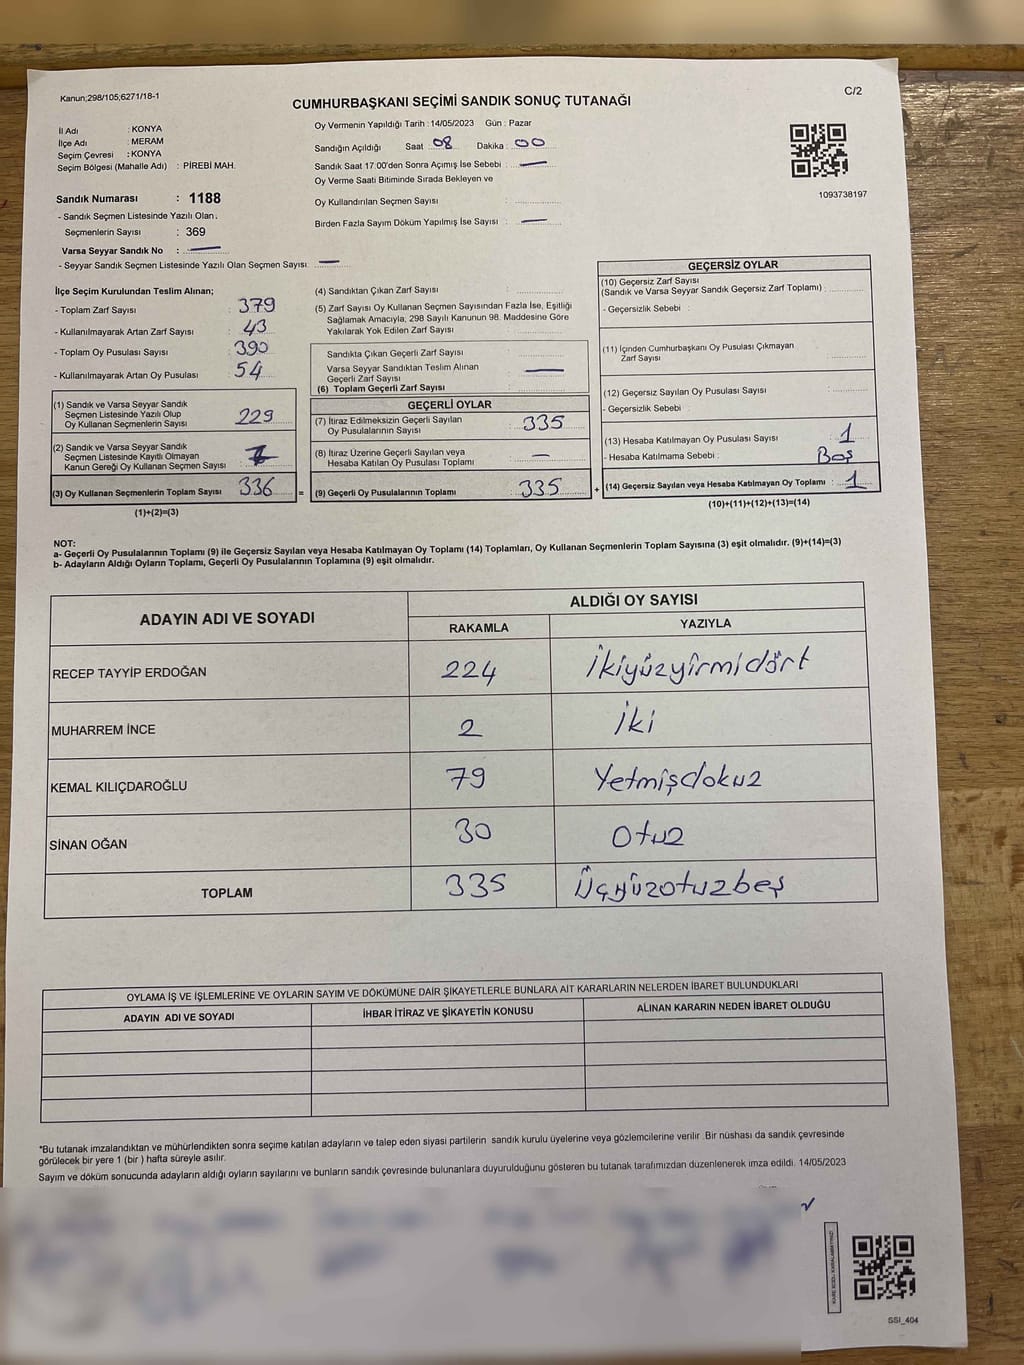 Kanun;298/105;6271/18-1
CUMHURBAŞKANI SEÇİMİ SANDIK SONUÇ TUTANAĞI
C/2
İl Adı : KONYA
İlçe Adı : MERAM
Seçim Çevresi : KONYA
Seçim Bölgesi (Mahalle Adı) : PİREBİ MAH.
Sandık Numarası : 1188
- Sandık Seçmen Listesinde Yazılı Olan;
Seçmenlerin Sayısı : 369
Varsa Seyyar Sandık No :
- Seyyar Sandık Seçmen Listesinde Yazılı Olan Seçmen Sayısı:
Oy Vermenin Yapıldığı Tarih : 14/05/2023 Gün : Pazar
Sandığın Açıldığı Saat 08 Dakika : 00
Sandık Saat 17:00'den Sonra Açımış İse Sebebi :
Oy Verme Saati Bitiminde Sırada Bekleyen ve
Oy Kullandırılan Seçmen Sayısı :
Birden Fazla Sayım Döküm Yapılmış İse Sayısı :
1093738197
İlçe Seçim Kurulundan Teslim Alınan;
- Toplam Zarf Sayısı : 379
- Kullanılmayarak Artan Zarf Sayısı : 43
- Toplam Oy Pusulası Sayısı : 390
- Kullanılmayarak Artan Oy Pusulası : 54
(1) Sandık ve Varsa Seyyar Sandık
Seçmen Listesinde Yazılı Olup
Oy Kullanan Seçmenlerin Sayısı : 229
(2) Sandık ve Varsa Seyyar Sandık
Seçmen Listesinde Kayıtlı Olmayan
Kanun Gereği Oy Kullanan Seçmen Sayısı :
(3) Oy Kullanan Seçmenlerin Toplam Sayısı : 336 =
(1)+(2)=(3)
(4) Sandıktan Çıkan Zarf Sayısı :
(5) Zarf Sayısı Oy Kullanan Seçmen Sayısından Fazla İse, Eşitliği
Sağlamak Amacıyla; 298 Sayılı Kanunun 98. Maddesine Göre
Yakılarak Yok Edilen Zarf Sayısı :
Sandıkta Çıkan Geçerli Zarf Sayısı :
Varsa Seyyar Sandıktan Teslim Alınan
Geçerli Zarf Sayısı :
(6) Toplam Geçerli Zarf Sayısı :
GEÇERLİ OYLAR
(7) İtiraz Edilmeksizin Geçerli Sayılan
Oy Pusulalarının Sayısı : 335
(8) İtiraz Üzerine Geçerli Sayılan veya
Hesaba Katılan Oy Pusulası Toplamı :
(9) Geçerli Oy Pusulalarının Toplamı : 335 +
GEÇERSİZ OYLAR
(10) Geçersiz Zarf Sayısı
(Sandık ve Varsa Seyyar Sandık Geçersiz Zarf Toplamı) :
- Geçersizlik Sebebi :
(11) İçinden Cumhurbaşkanı Oy Pusulası Çıkmayan
Zarf Sayısı :
(12) Geçersiz Sayılan Oy Pusulası Sayısı :
- Geçersizlik Sebebi :
(13) Hesaba Katılmayan Oy Pusulası Sayısı : 1
- Hesaba Katılmama Sebebi : Boş
(14) Geçersiz Sayılan veya Hesaba Katılmayan Oy Toplamı : 1
(10)+(11)+(12)+(13)=(14)
NOT:
a- Geçerli Oy Pusulalarının Toplamı (9) ile Geçersiz Sayılan veya Hesaba Katılmayan Oy Toplamı (14) Toplamları, Oy Kullanan Seçmenlerin Toplam Sayısına (3) eşit olmalıdır. (9)+(14)=(3)
b- Adayların Aldığı Oyların Toplamı, Geçerli Oy Pusulalarının Toplamına (9) eşit olmalıdır.
ADAYIN ADI VE SOYADI ALDIĞI OY SAYISI
RAKAMLA YAZIYLA
RECEP TAYYİP ERDOĞAN 224 İkiyüzyirmidört
MUHARREM İNCE 2 İki
KEMAL KILIÇDAROĞLU 79 Yetmişdokuz
SİNAN OĞAN 30 Otuz
TOPLAM 335 Üçyüzotuzbeş
OYLAMA İŞ VE İŞLEMLERİNE VE OYLARIN SAYIM VE DÖKÜMÜNE DAİR ŞİKAYETLERLE BUNLARA AİT KARARLARIN NELERDEN İBARET BULUNDUKLARI
ADAYIN ADI VE SOYADI İHBAR İTİRAZ VE ŞİKAYETİN KONUSU ALINAN KARARIN NEDEN İBARET OLDUĞU
*Bu tutanak imzalandıktan ve mühürlendikten sonra seçime katılan adayların ve talep eden siyasi partilerin sandık kurulu üyelerine veya gözlemcilerine verilir .Bir nüshası da sandık çevresinde
görülecek bir yere 1 (bir ) hafta süreyle asılır.
Sayım ve döküm sonucunda adayların aldığı oyların sayılarını ve bunların sandık çevresinde bulunanlara duyurulduğunu gösteren bu tutanak tarafımızdan düzenlenerek imza edildi. 14/05/2023
KARE KODU KARALAMAYINIZ!
SSI_404